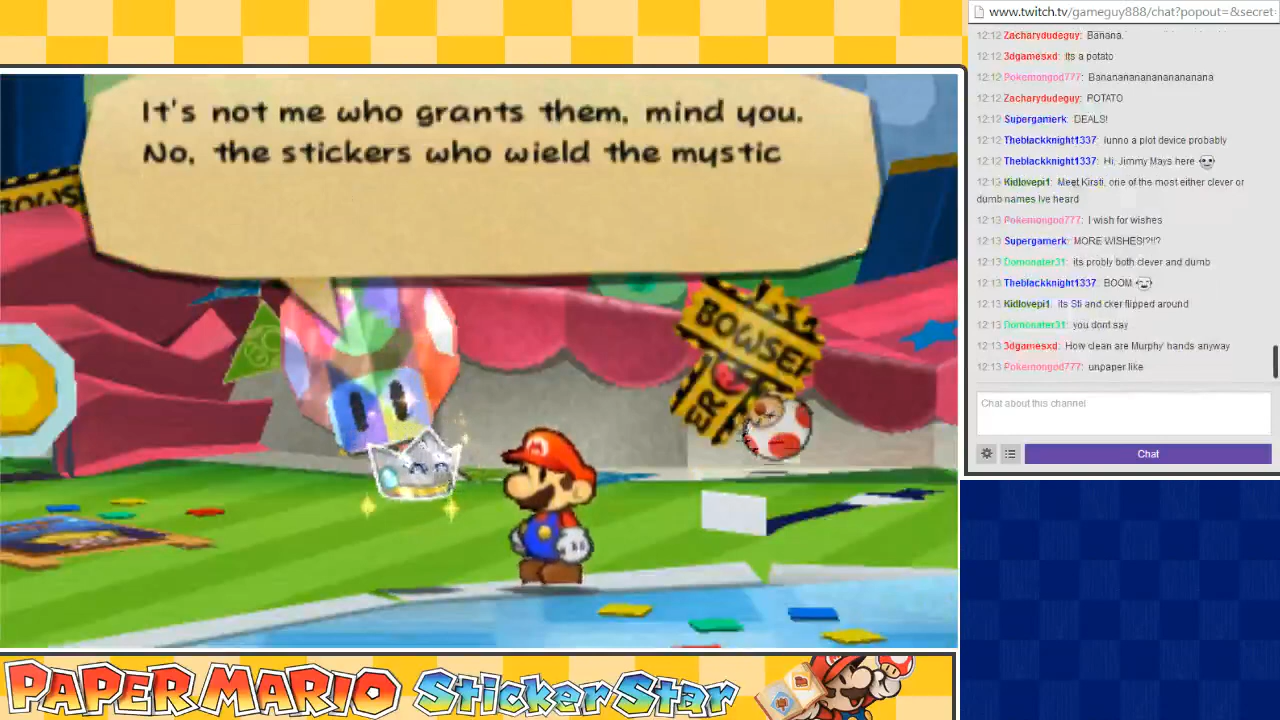 It's not me who grants them, mind you.
No, the stickers who wield the mystic
BOWS
BOWSER
ER
PAPER MARIO Sticker Star
www.twitch.tv/gameguy888/chat?popout=&secret=
12:12 Zacharydudeguy: Banana.
12:12 3dgamesxd: Its a potato
12:12 Pokemongod777: Banananananananananana
12:12 Zacharydudeguy: POTATO
12:12 Supergamerk: DEALS!
12:12 Theblackknight1337: Iunno a plot device probably
12:12 Theblackknight1337: Hi, Jimmy Mays here
12:13 Kidlovepi1: Meet Kirsti, one of the most either clever or
dumb names Ive heard
12:13 Pokemongod777: I wish for wishes
12:13 Supergamerk: MORE WISHES!?!!?
12:13 Domonater31: its probly both clever and dumb
12:13 Theblackknight1337: BOOM
12:13 Kidlovepi1: its Sti and cker flipped around
12:13 Domonater31: you dont say
12:13 3dgamesxd: How clean are Murphy' hands anyway
12:13 Pokemongod777: unpaper like
Chat about this channel
Chat